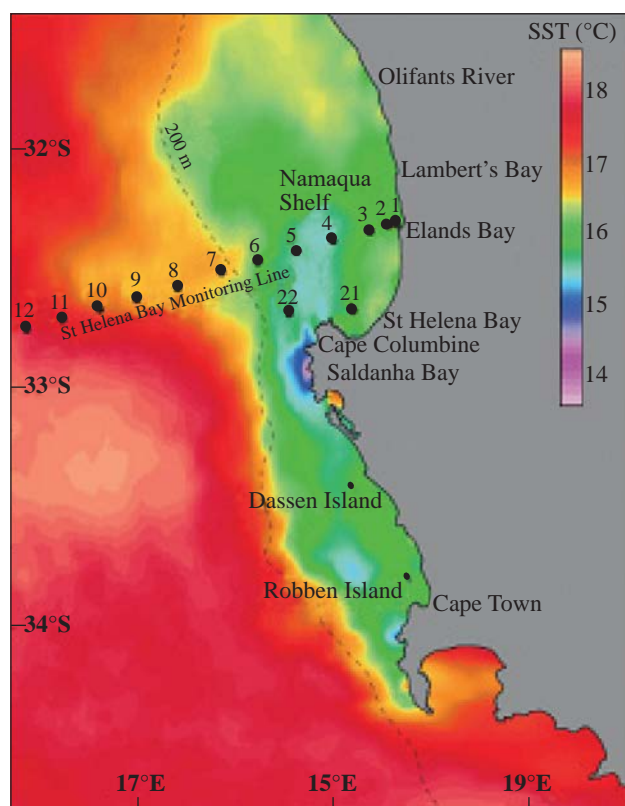 SST (°C)
18
17
16
15
14
Olifants River
32°S
200 m
Lambert's Bay
Namaqua
Shelf
1
2
3
4
5
6
7
8
9
10
11
12
Elands Bay
St Helena Bay Monitoring Line
22
21
St Helena Bay
Cape Columbine
33°S
Saldanha Bay
Dassen Island
Robben Island
Cape Town
34°S
17°E
15°E
19°E